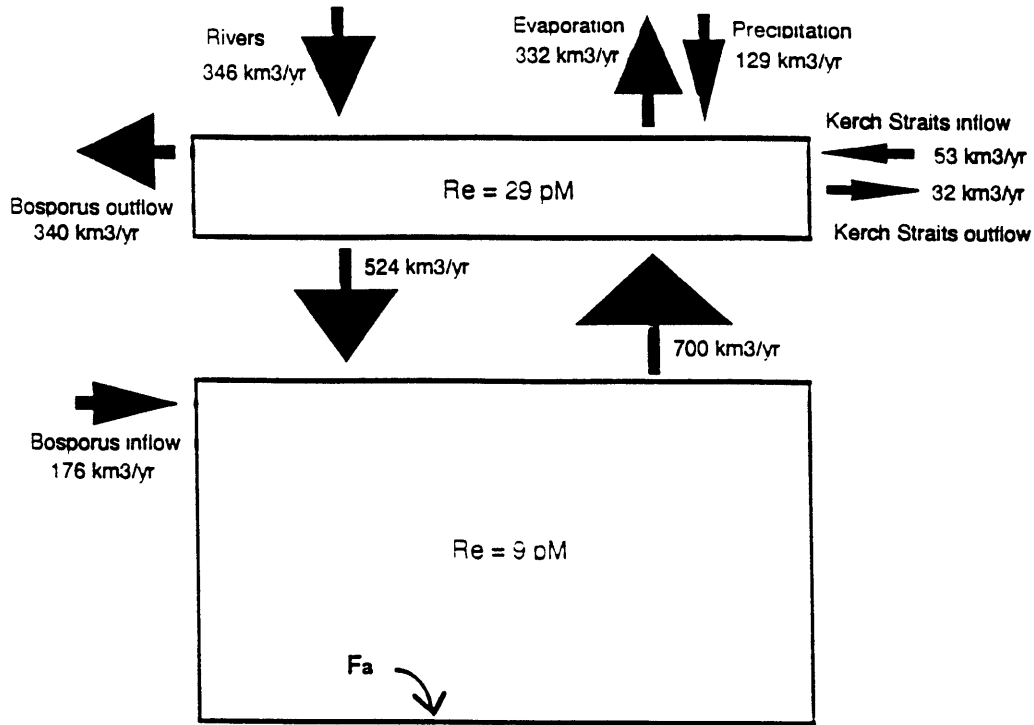 Rivers
346 km3/yr
Evaporation
332 km3/yr
Precipitation
129 km3/yr
Kerch Straits inflow
53 km3/yr
32 km3/yr
Kerch Straits outflow
Re = 29 pM
Bosporus outflow
340 km3/yr
524 km3/yr
700 km3/yr
Bosporus inflow
176 km3/yr
Re = 9 pM
Fa